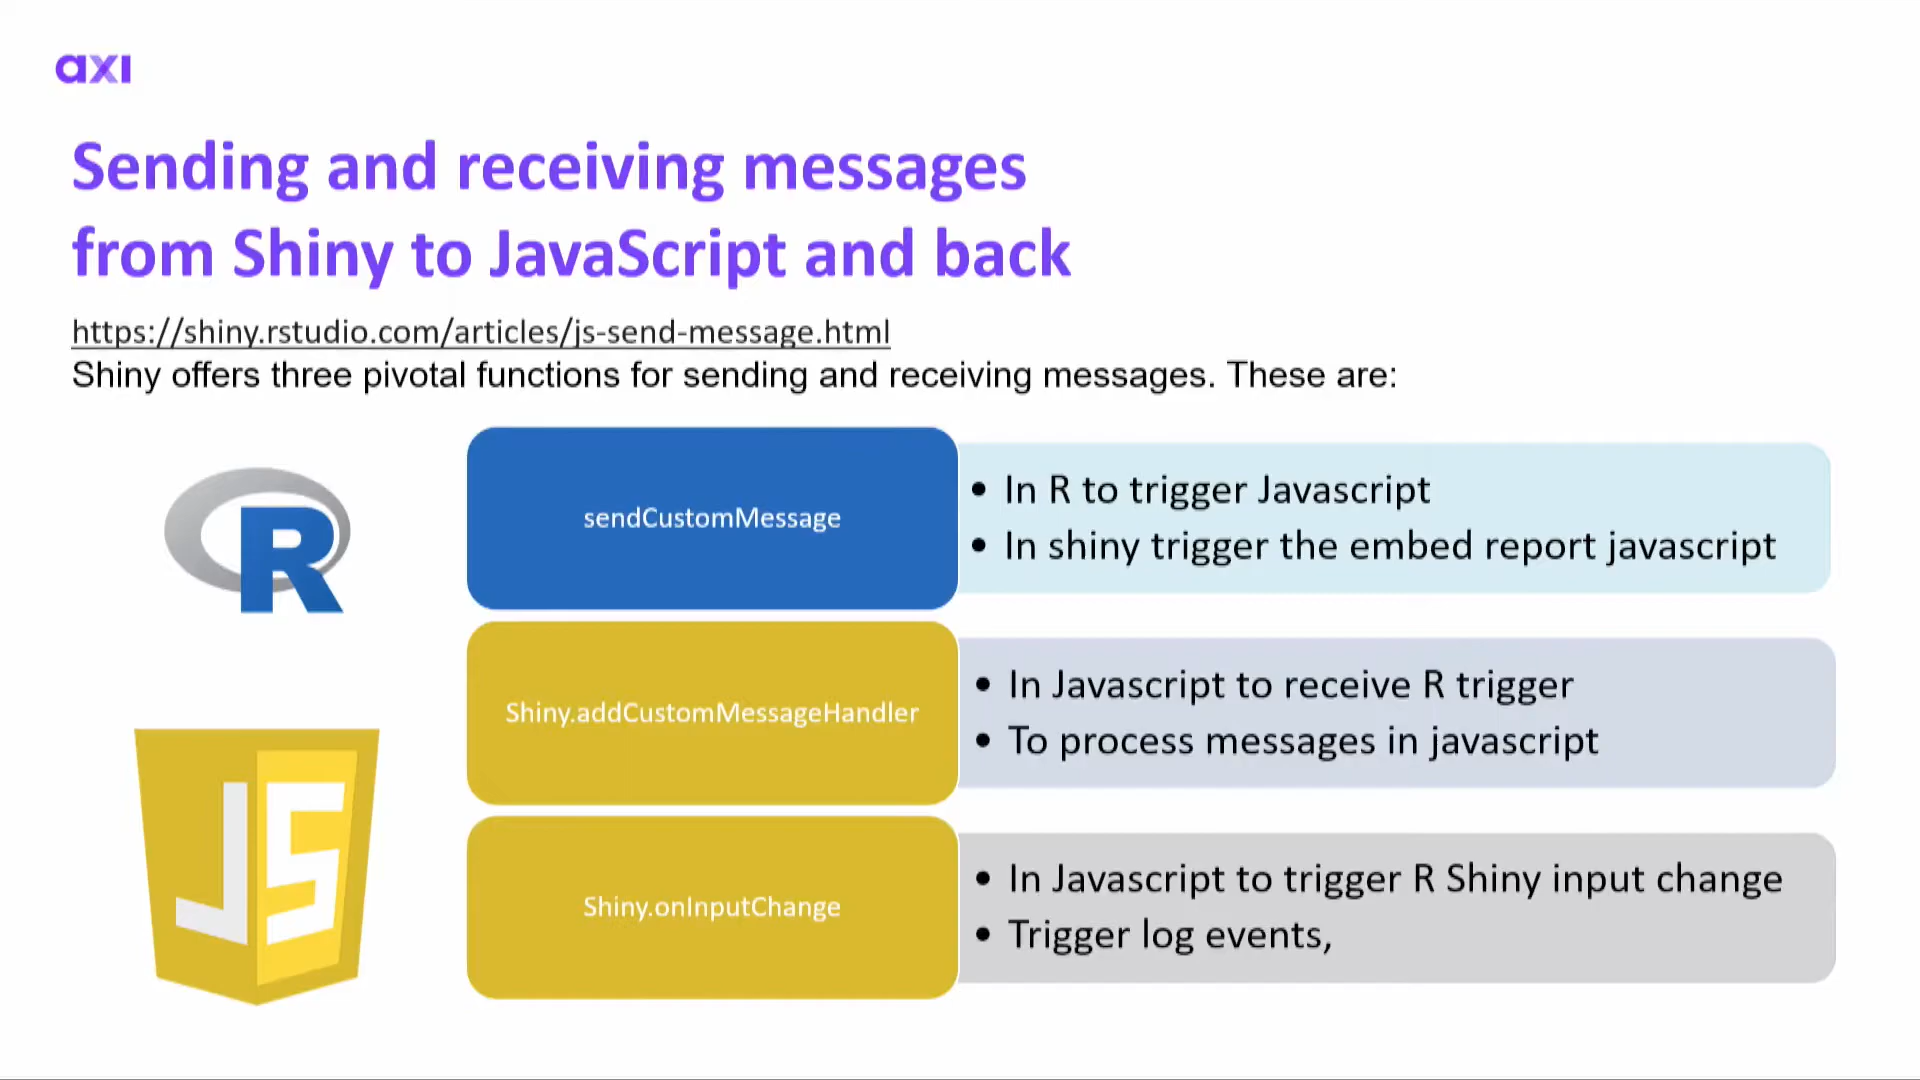 axi
Sending and receiving messages
from Shiny to JavaScript and back
https://shiny.rstudio.com/articles/js-send-message.html
Shiny offers three pivotal functions for sending and receiving messages. These are:
R
sendCustomMessage
• In R to trigger Javascript
• In shiny trigger the embed report javascript
Shiny.addCustomMessageHandler
• In Javascript to receive R trigger
• To process messages in javascript
JS
Shiny.onInputChange
• In Javascript to trigger R Shiny input change
• Trigger log events,